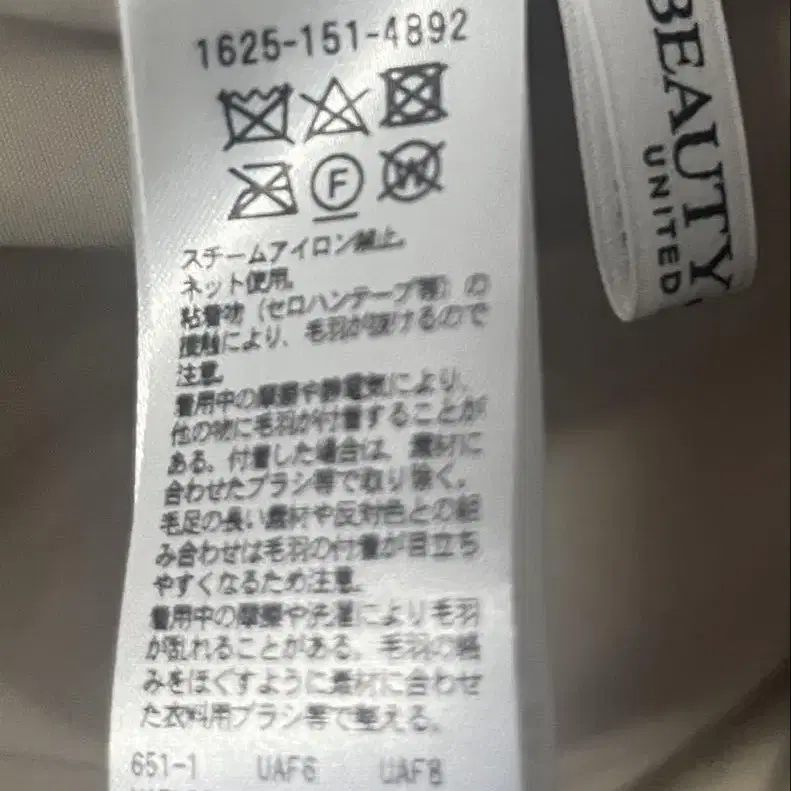 1625-151-4892
F
W
スチームアイロン禁止。
ネット使用。
粘着物(セロハンテープ等)の
接触により、毛羽が抜けるので
注意。
着用中の摩擦や静電気により、
他の物に毛羽が付着することが
ある。付着した場合は、素材に
合わせたブラシ等で取り除く。
毛足の長い素材や反対色との組
み合わせは毛羽の付着が目立ち
やすくなるため注意。
着用中の摩擦や洗濯により毛羽
が乱れることがある。毛羽の絡
みをほぐすように素材に合わせ
た衣料用ブラシ等で整える。
651-1 UAF6 UAF8
BEAUTY
UNITED